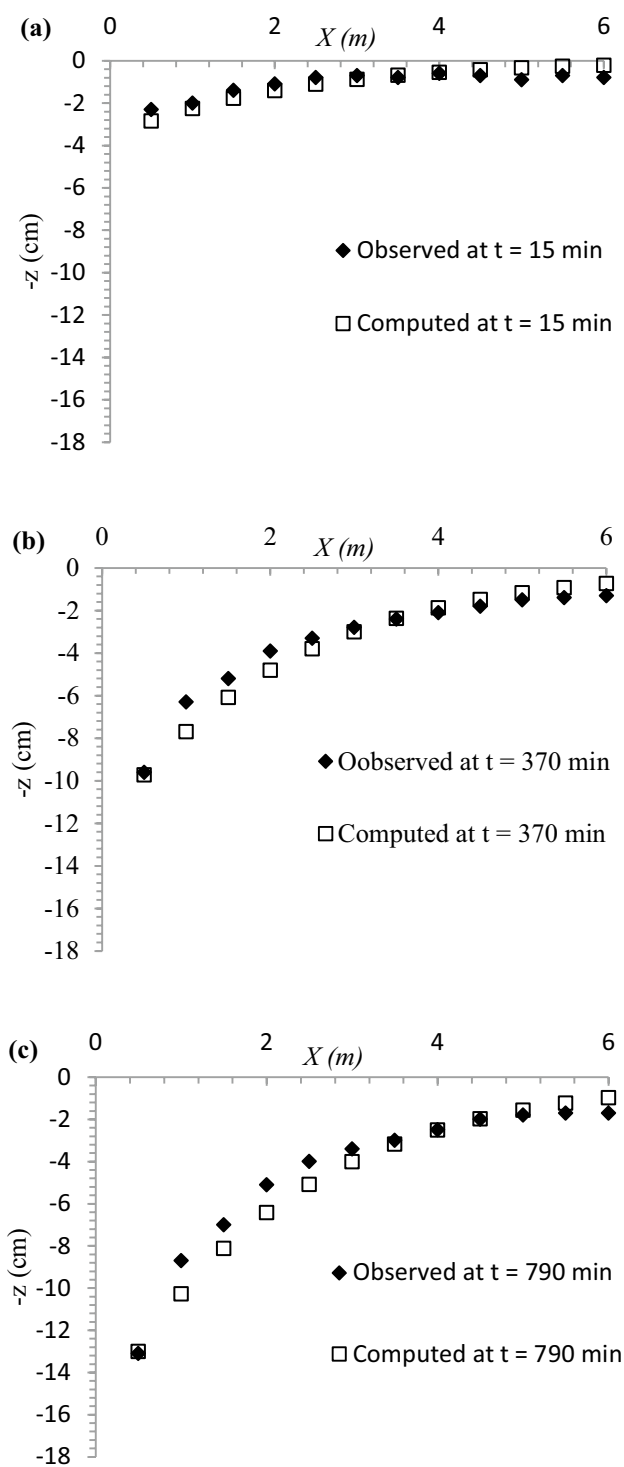 (a)
X (m)
0 2 4 6
0
-2
-4
-6
-8
-10
-12
-14
-16
-18
-z (cm)
Observed at t = 15 min
Computed at t = 15 min
(b)
0 2 4 6
X (m)
0
-2
-4
-6
-8
-10
-12
-14
-16
-18
-z (cm)
Oobserved at t = 370 min
Computed at t = 370 min
(c)
0 2 4 6
X (m)
0
-2
-4
-6
-8
-10
-12
-14
-16
-18
-z (cm)
Observed at t = 790 min
Computed at t = 790 min